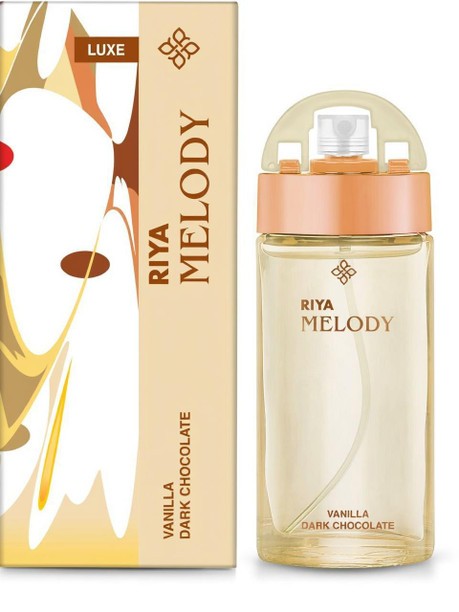 LUXE
RIYA
MELODY
VANILLA
DARK CHOCOLATE
RIYA
MELODY
VANILLA
DARK CHOCOLATE